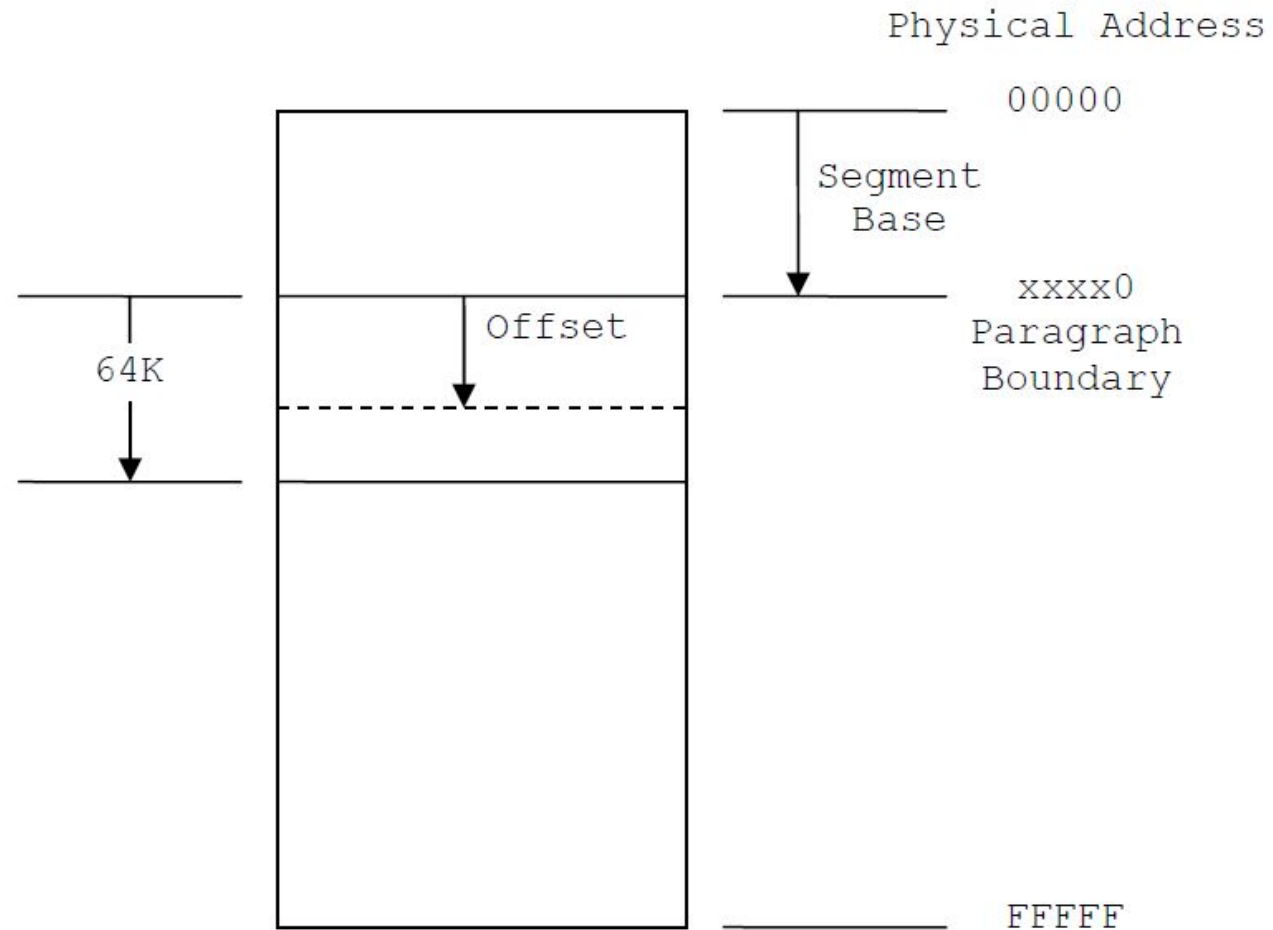 Physical Address
00000
Segment
Base
xxxx0
Paragraph
Boundary
Offset
64K
FFFFF